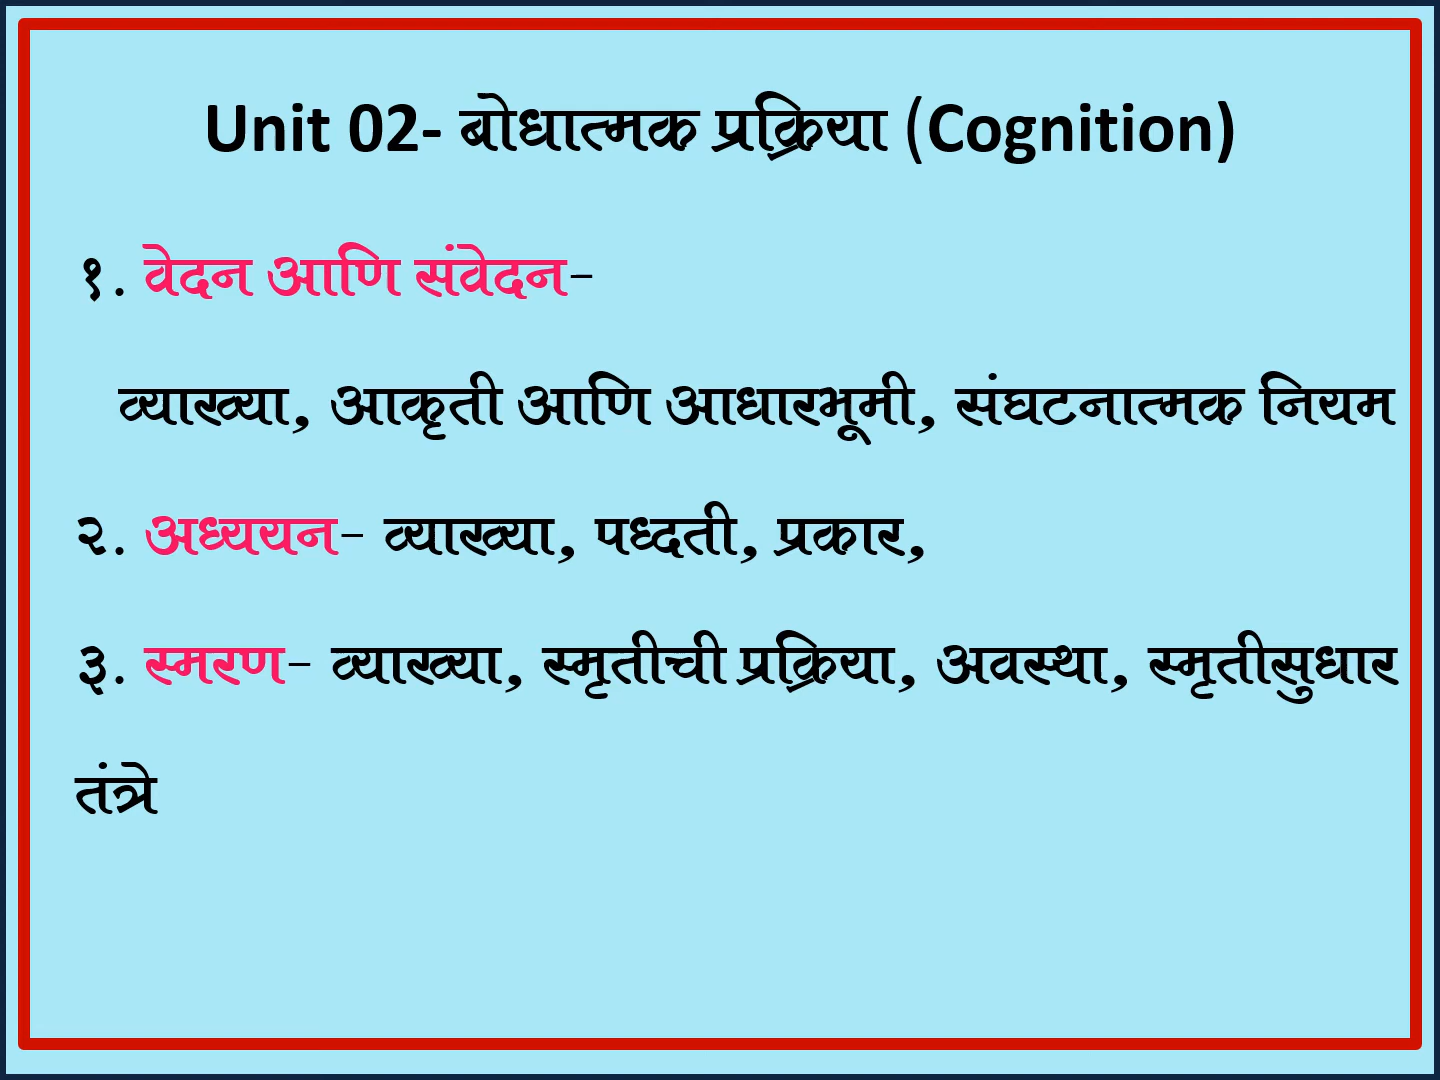 Unit 02- बोधात्मक प्रक्रिया (Cognition)
१. वेदन आणि संवेदन-
व्याख्या, आकृती आणि आधारभूमी, संघटनात्मक नियम
२. अध्ययन- व्याख्या, पध्दती, प्रकार,
३. स्मरण- व्याख्या, स्मृतीची प्रक्रिया, अवस्था, स्मृतीसुधार
तंत्रे